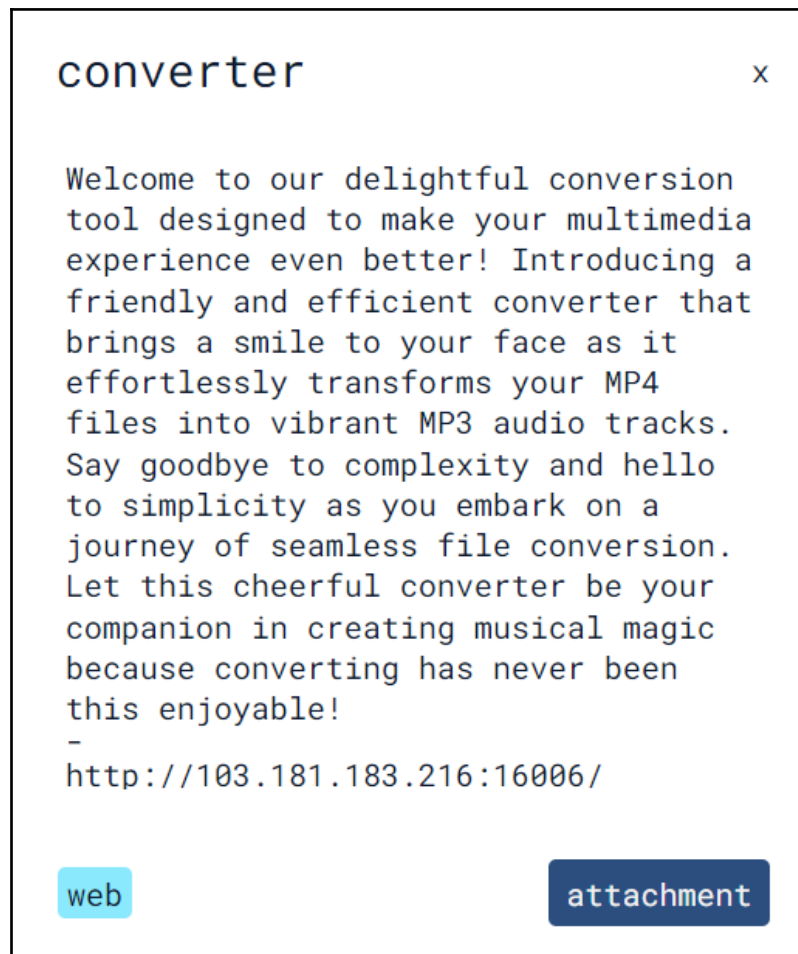 converter
x
Welcome to our delightful conversion
tool designed to make your multimedia
experience even better! Introducing a
friendly and efficient converter that
brings a smile to your face as it
effortlessly transforms your MP4
files into vibrant MP3 audio tracks.
Say goodbye to complexity and hello
to simplicity as you embark on a
journey of seamless file conversion.
Let this cheerful converter be your
companion in creating musical magic
because converting has never been
this enjoyable!
-
http://103.181.183.216:16006/
web
attachment